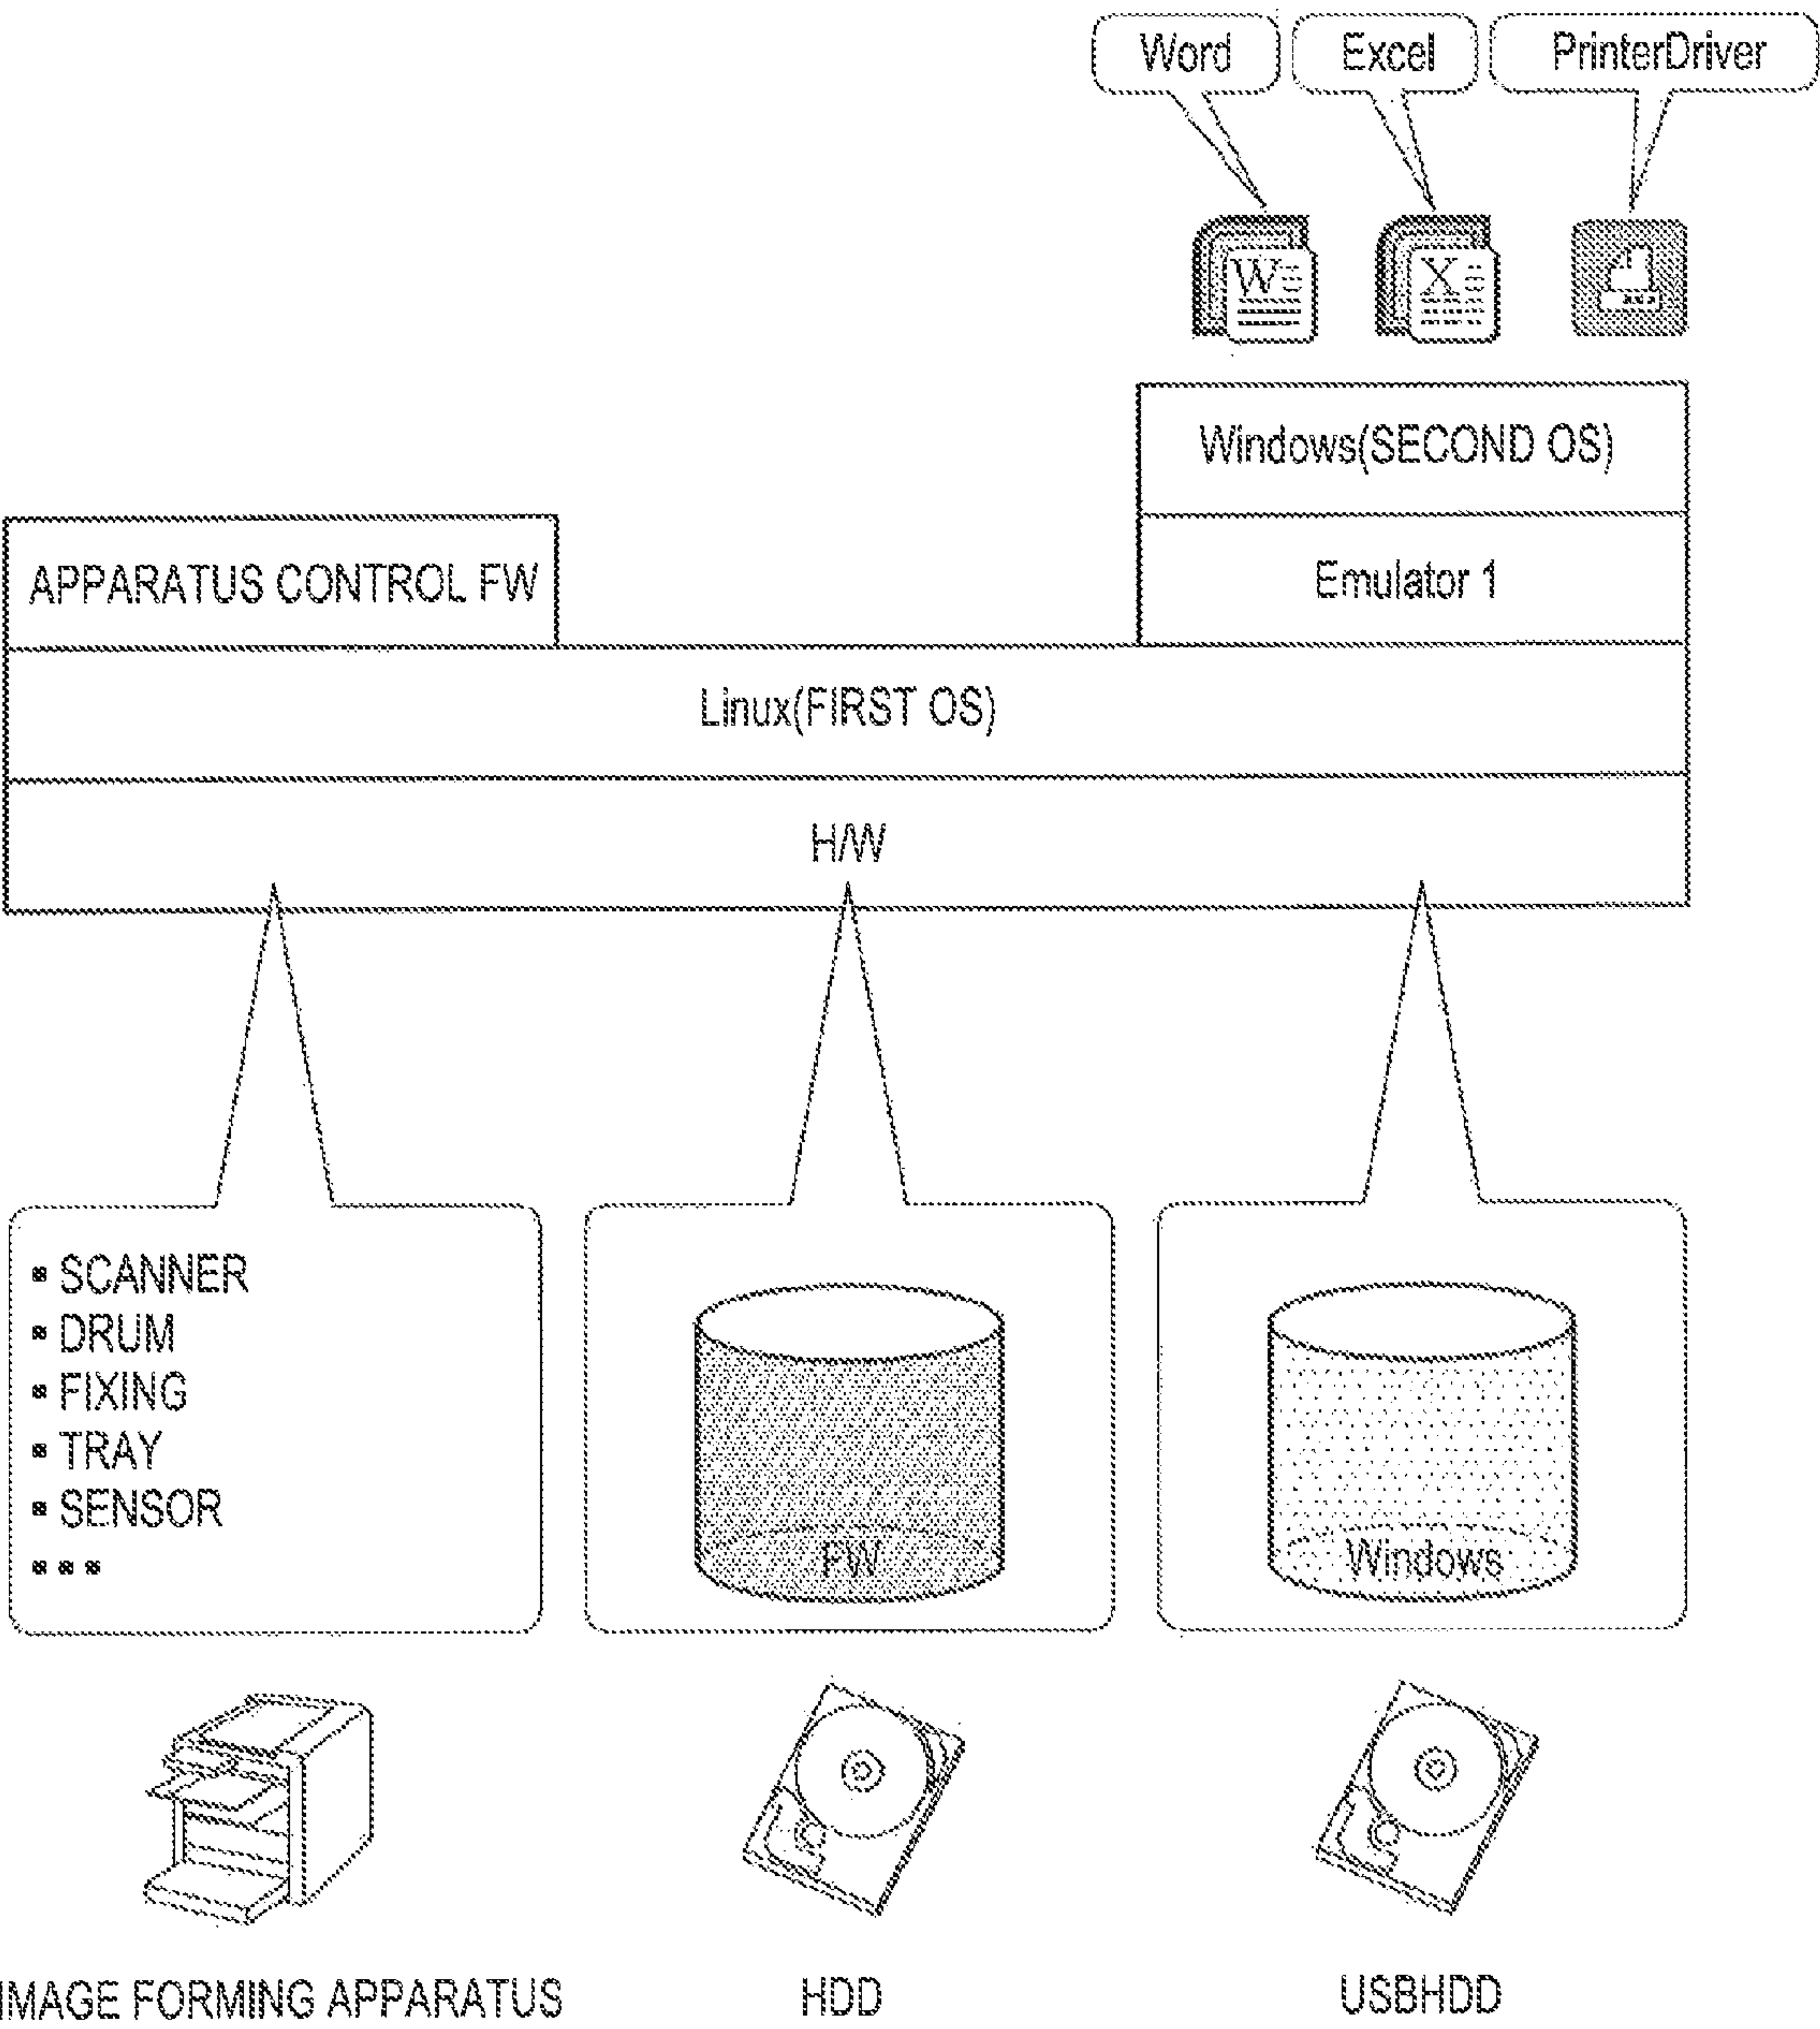 Word
Excel
PrinterDriver
W
X
Windows(SECOND OS)
APPARATUS CONTROL FW
Emulator 1
Linux(FIRST OS)
H/W
▪ SCANNER
▪ DRUM
▪ FIXING
▪ TRAY
▪ SENSOR
▪ ▪ ▪
FW
Windows
IMAGE FORMING APPARATUS
HDD
USBHDD